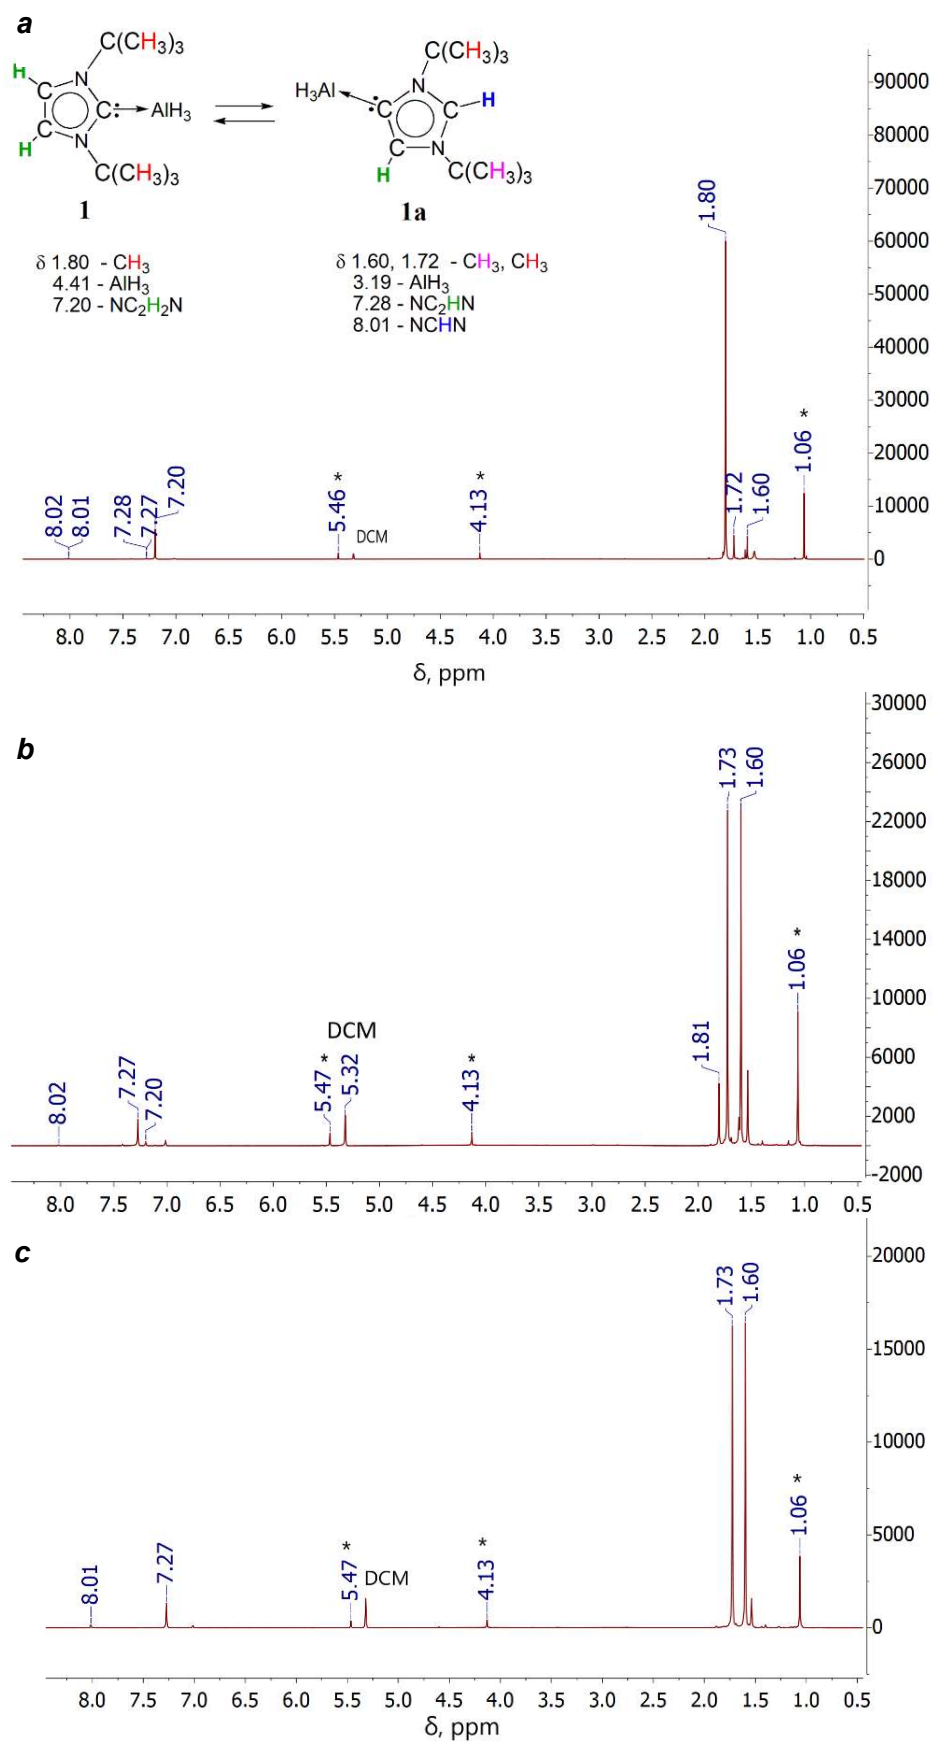 a
C(CH₃)₃
H
N
C
C:
AlH₃
C
H
N
C(CH₃)₃
1
C(CH₃)₃
H₃Al
N
:C
H
C
N
H
C(CH₃)₃
1a
δ 1.80 - CH₃
4.41 - AlH₃
7.20 - NC₂H₂N
δ 1.60, 1.72 - CH₃, CH₃
3.19 - AlH₃
7.28 - NC₂HN
8.01 - NCHN
90000
80000
70000
60000
50000
40000
30000
20000
10000
0
8.02
8.01
7.28
7.27
7.20
*
5.46
DCM
*
4.13
1.80
1.72
1.60
*
1.06
8.0 7.5 7.0 6.5 6.0 5.5 5.0 4.5 4.0 3.5 3.0 2.5 2.0 1.5 1.0 0.5
δ, ppm
b
30000
26000
22000
18000
14000
10000
6000
2000
-2000
8.02
7.27
7.20
DCM
*
5.47
5.32
*
4.13
1.81
1.73
1.60
*
1.06
8.0 7.5 7.0 6.5 6.0 5.5 5.0 4.5 4.0 3.5 3.0 2.5 2.0 1.5 1.0 0.5
c
20000
15000
10000
5000
0
8.01
7.27
*
5.47
DCM
*
4.13
1.73
1.60
*
1.06
8.0 7.5 7.0 6.5 6.0 5.5 5.0 4.5 4.0 3.5 3.0 2.5 2.0 1.5 1.0 0.5
δ, ppm